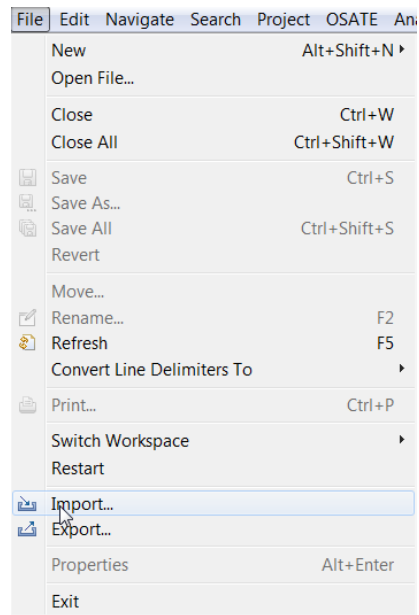 File Edit Navigate Search Project OSATE
New Alt+Shift+N
Open File...
Close Ctrl+W
Close All Ctrl+Shift+W
Save Ctrl+S
Save As...
Save All Ctrl+Shift+S
Revert
Move...
Rename... F2
Refresh F5
Convert Line Delimiters To
Print... Ctrl+P
Switch Workspace
Restart
Import...
Export...
Properties Alt+Enter
Exit